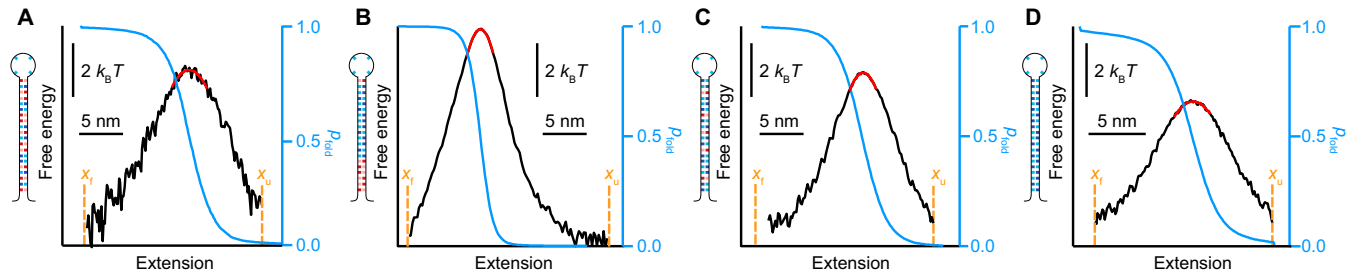 A
Free energy
2 kBT
5 nm
xf
xu
1.0
0.5
0.0
pfold
Extension
B
Free energy
2 kBT
5 nm
xf
xu
1.0
0.5
0.0
pfold
Extension
C
Free energy
2 kBT
5 nm
xf
xu
1.0
0.5
0.0
pfold
Extension
D
Free energy
2 kBT
5 nm
xf
xu
1.0
0.5
0.0
pfold
Extension